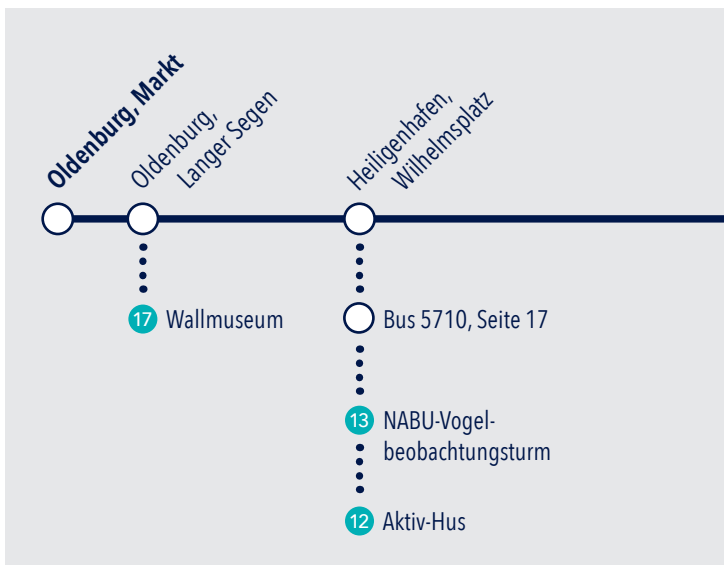 Oldenburg, Markt
Oldenburg,
Langer Segen
Heiligenhafen,
Wilhelmsplatz
17 Wallmuseum
Bus 5710, Seite 17
13 NABU-Vogel-
beobachtungsturm
12 Aktiv-Hus